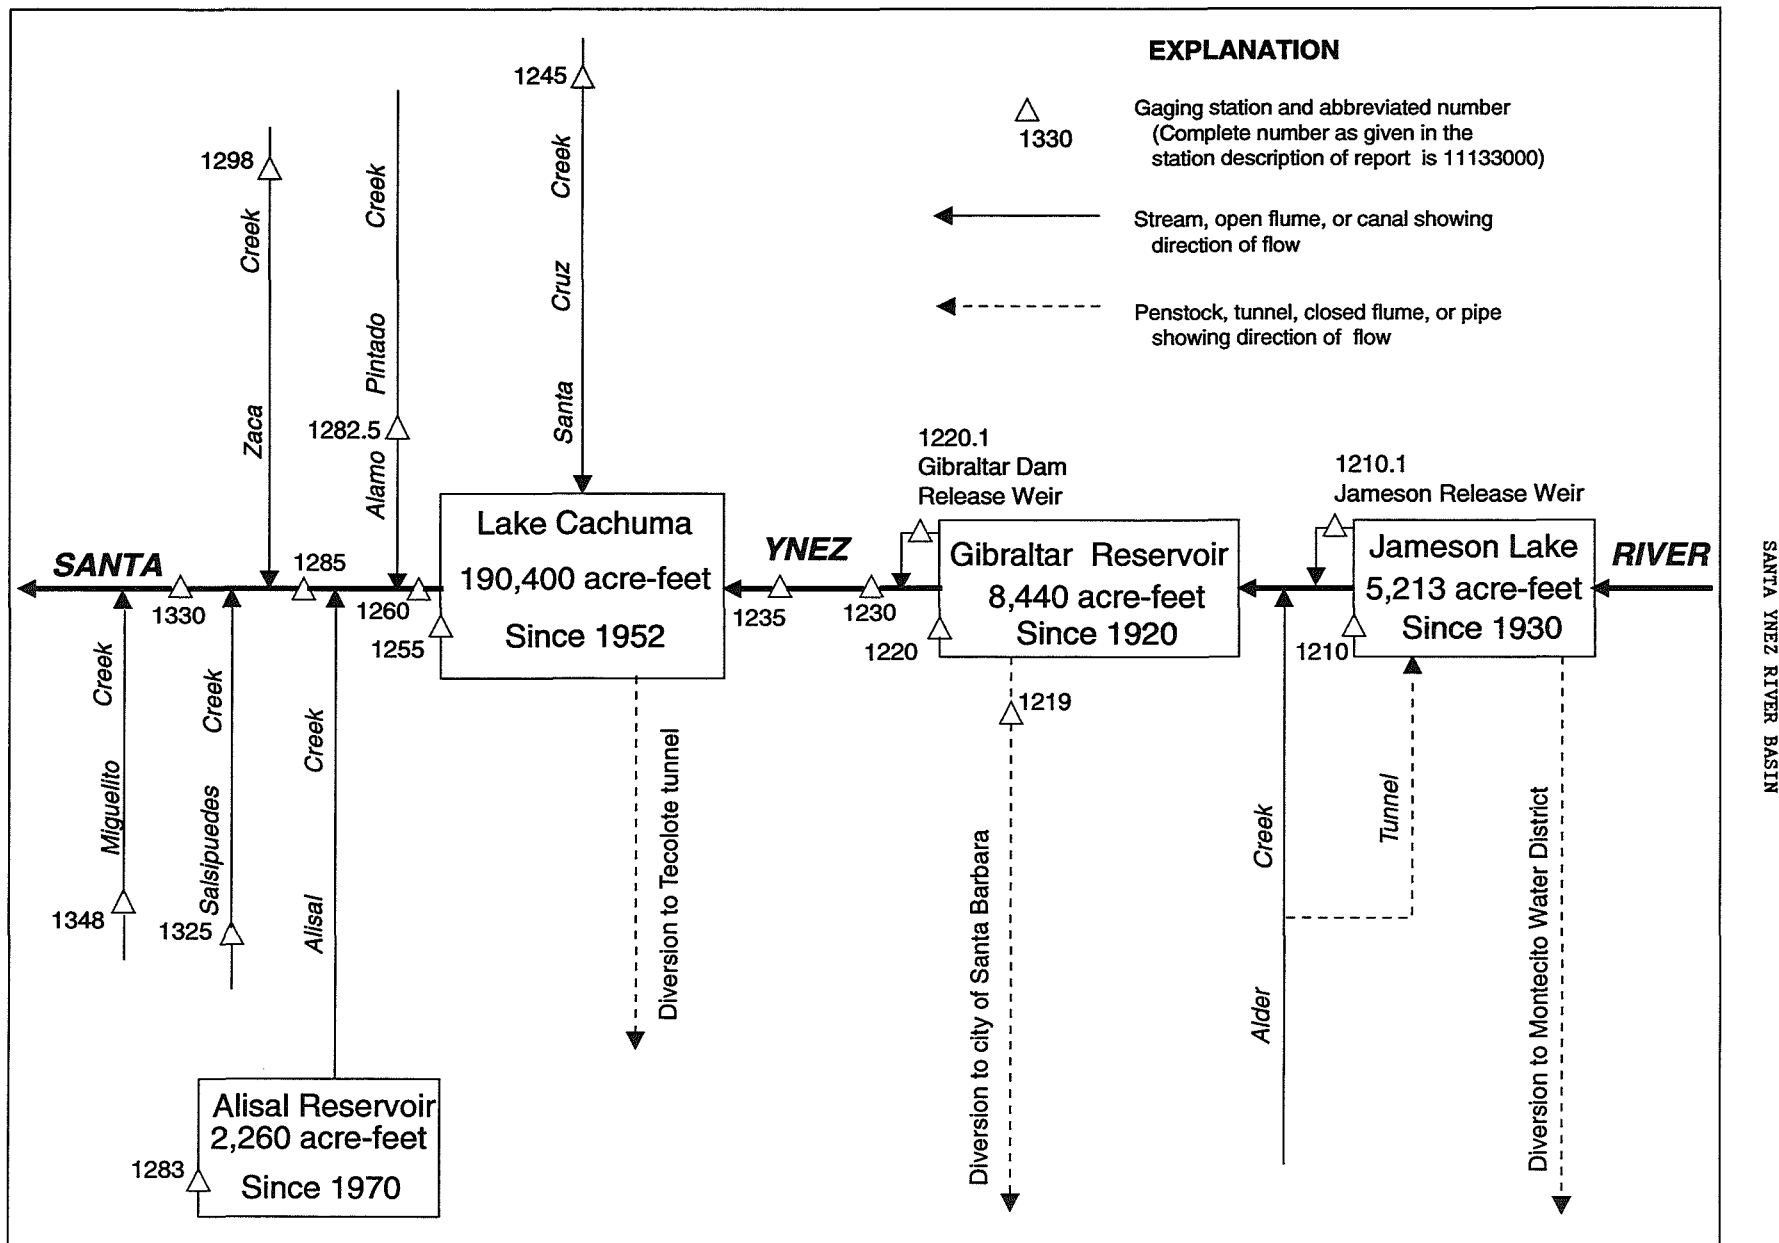 EXPLANATION
1330
Gaging station and abbreviated number
(Complete number as given in the
station description of report is 11133000)
Stream, open flume, or canal showing
direction of flow
Penstock, tunnel, closed flume, or pipe
showing direction of flow
1245
1298
Zaca Creek
1282.5
Alamo Pintado Creek
Santa Cruz Creek
1220.1
Gibraltar Dam
Release Weir
1210.1
Jameson Release Weir
SANTA YNEZ RIVER
1330
1285
1260
1255
Lake Cachuma
190,400 acre-feet
Since 1952
1235
1230
1220
Gibraltar Reservoir
8,440 acre-feet
Since 1920
1210
Jameson Lake
5,213 acre-feet
Since 1930
1219
Miguelito Creek
1348
Salsipuedes Creek
1325
Alisal Creek
Diversion to Tecolote tunnel
Diversion to city of Santa Barbara
Alder Creek
Tunnel
Diversion to Montecito Water District
1283
Alisal Reservoir
2,260 acre-feet
Since 1970
SANTA YNEZ RIVER BASIN